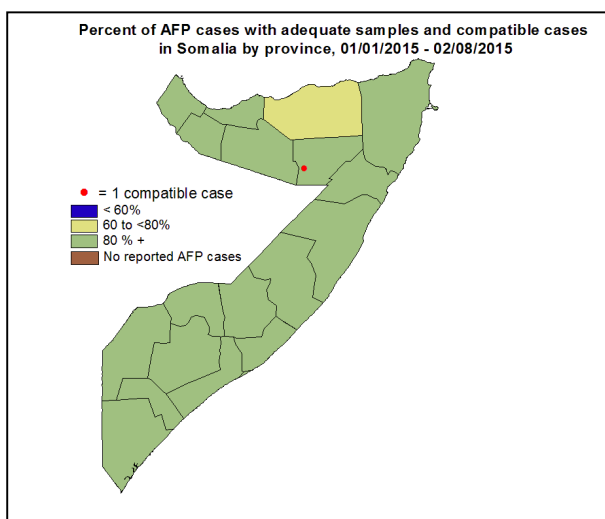 Percent of AFP cases with adequate samples and compatible cases
in Somalia by province, 01/01/2015 - 02/08/2015
= 1 compatible case
< 60%
60 to <80%
80 % +
No reported AFP cases